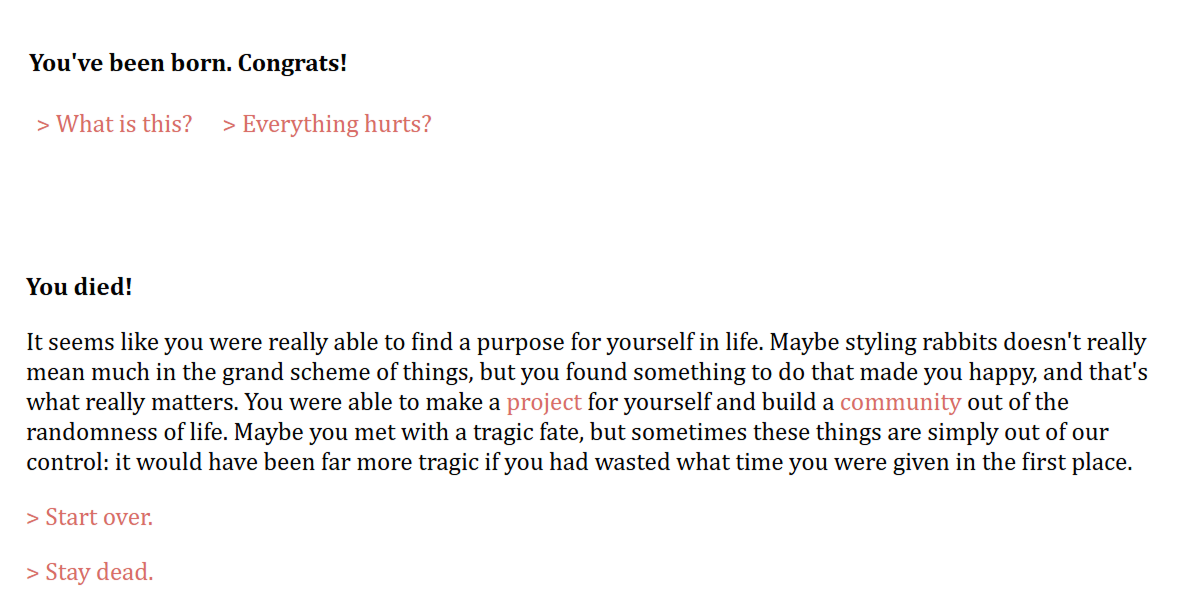 You've been born. Congrats!
> What is this? > Everything hurts?
You died!
It seems like you were really able to find a purpose for yourself in life. Maybe styling rabbits doesn't really
mean much in the grand scheme of things, but you found something to do that made you happy, and that's
what really matters. You were able to make a project for yourself and build a community out of the
randomness of life. Maybe you met with a tragic fate, but sometimes these things are simply out of our
control: it would have been far more tragic if you had wasted what time you were given in the first place.
> Start over.
> Stay dead.